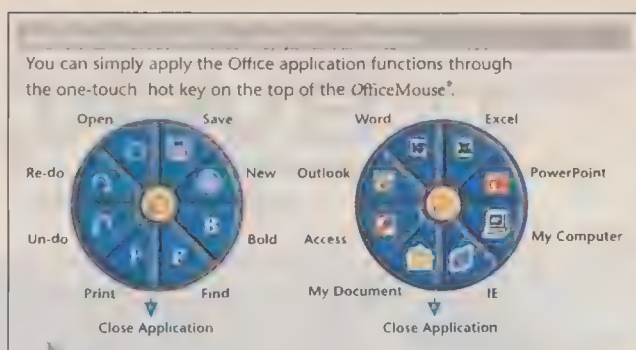 You can simply apply the Office application functions through
the one-touch hot key on the top of the OfficeMouse*.
Open Save
Re-do New
Un-do Bold
B
Print Find
Close Application
Word Excel
Outlook PowerPoint
Access My Computer
My Document IE
Close Application